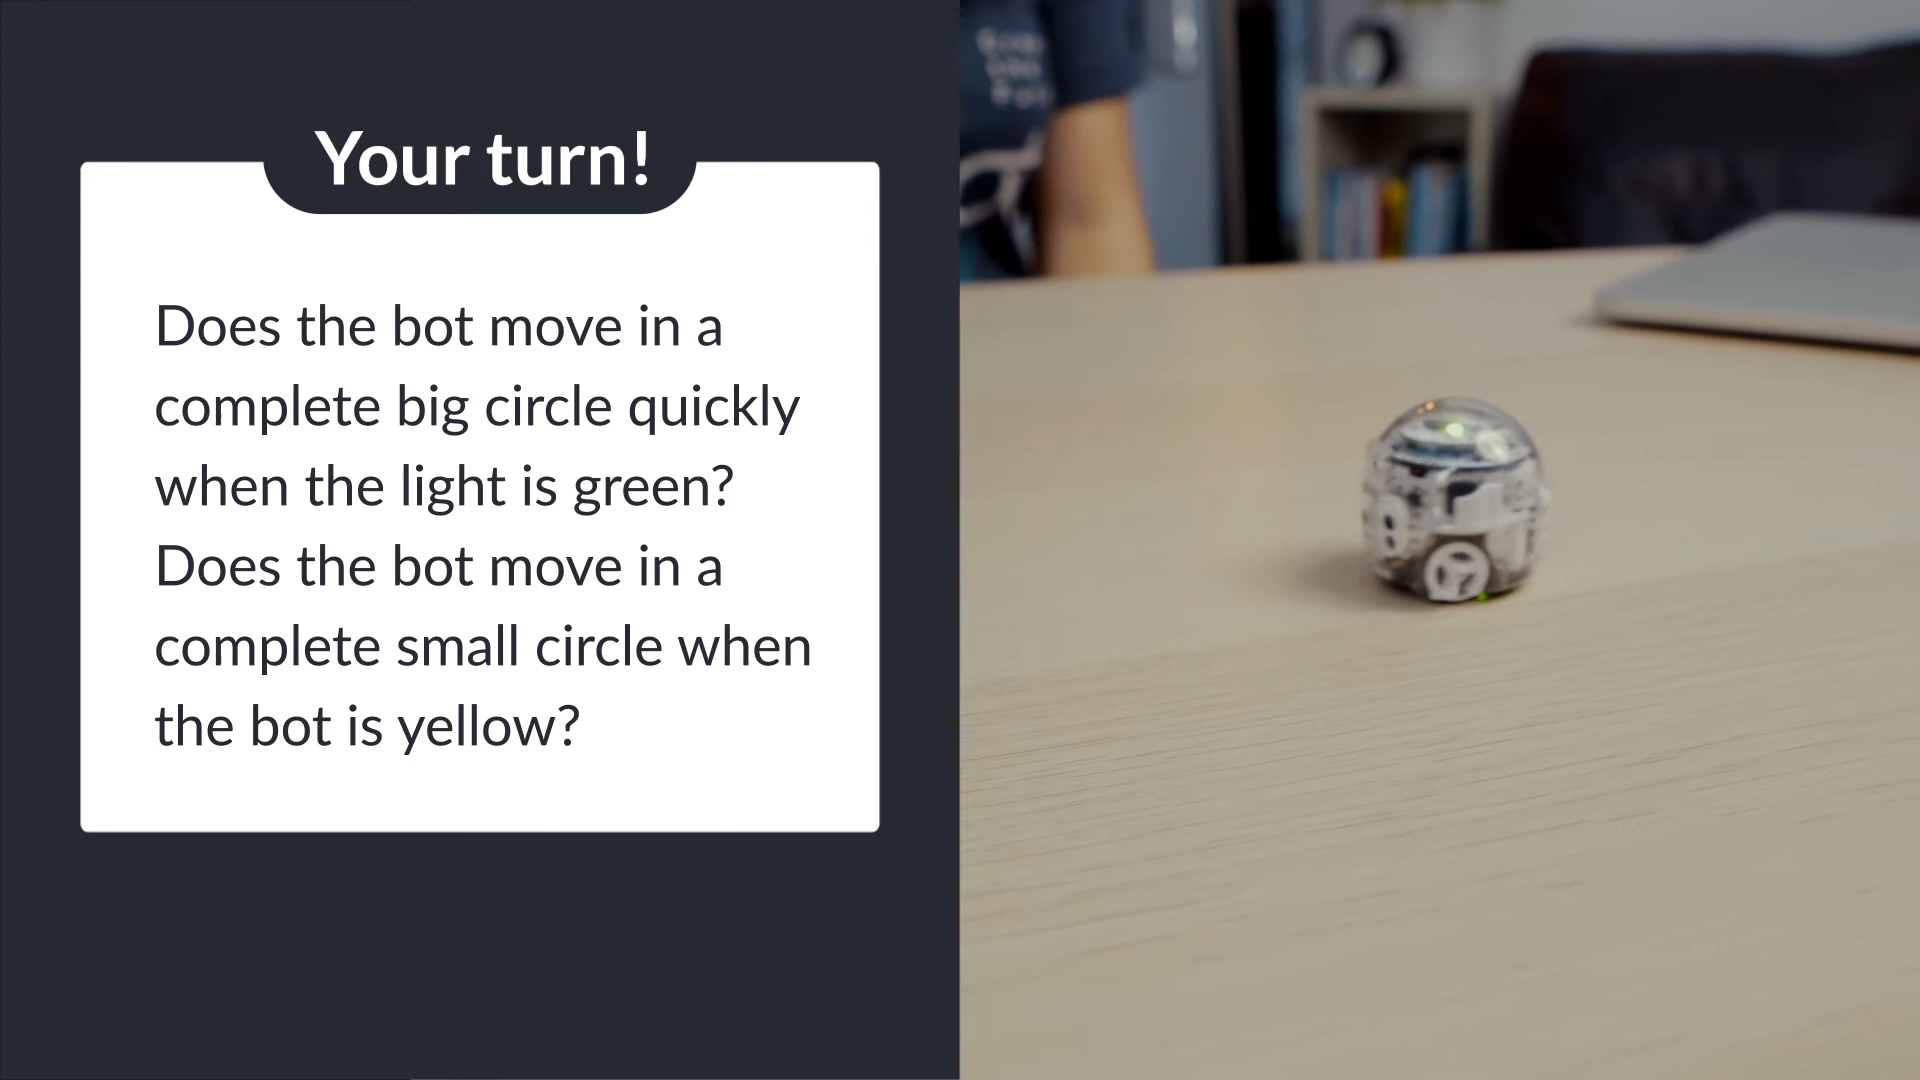 Your turn!
Does the bot move in a
complete big circle quickly
when the light is green?
Does the bot move in a
complete small circle when
the bot is yellow?